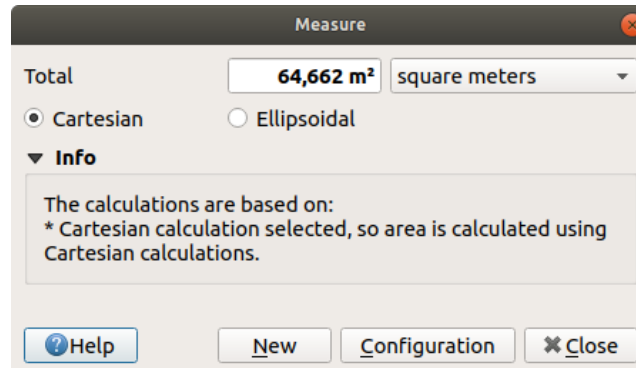 Measure
Total 64,662 m² square meters
Cartesian Ellipsoidal
Info
The calculations are based on:
* Cartesian calculation selected, so area is calculated using
Cartesian calculations.
Help New Configuration Close